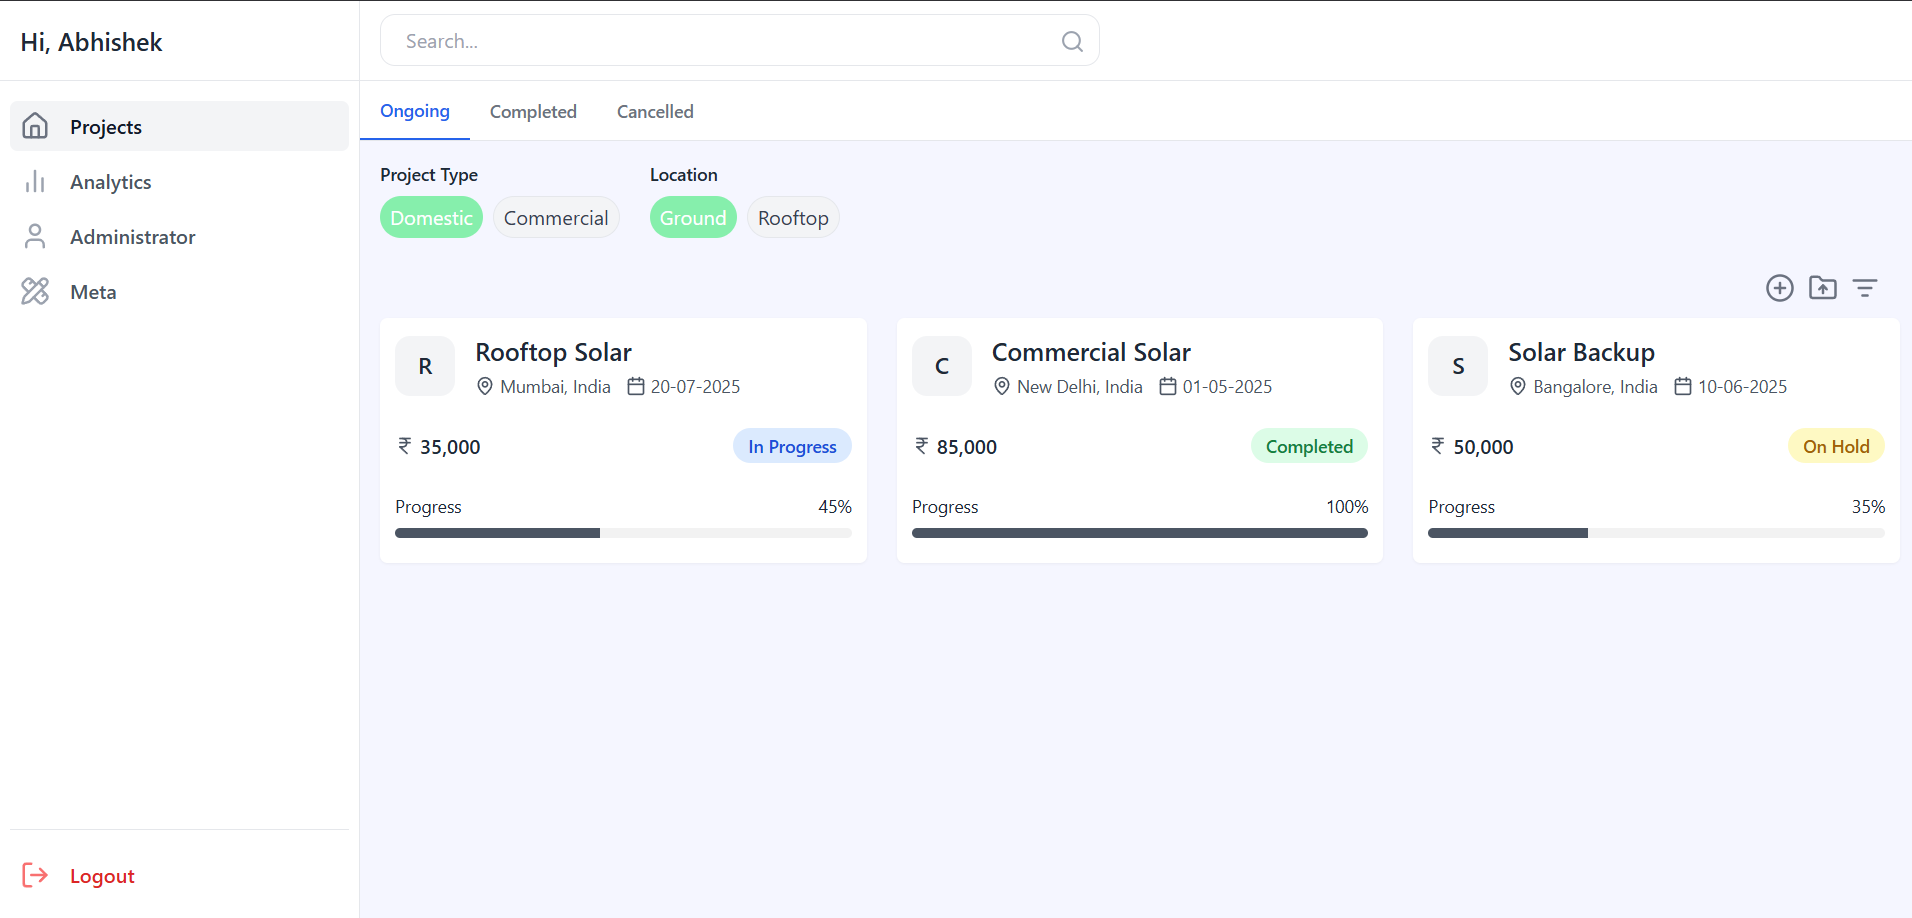 Hi, Abhishek
Search...
Projects
Analytics
Administrator
Meta
Logout
Ongoing Completed Cancelled
Project Type Location
Domestic Commercial Ground Rooftop
R
Rooftop Solar
Mumbai, India 20-07-2025
₹ 35,000 In Progress
Progress 45%
C
Commercial Solar
New Delhi, India 01-05-2025
₹ 85,000 Completed
Progress 100%
S
Solar Backup
Bangalore, India 10-06-2025
₹ 50,000 On Hold
Progress 35%